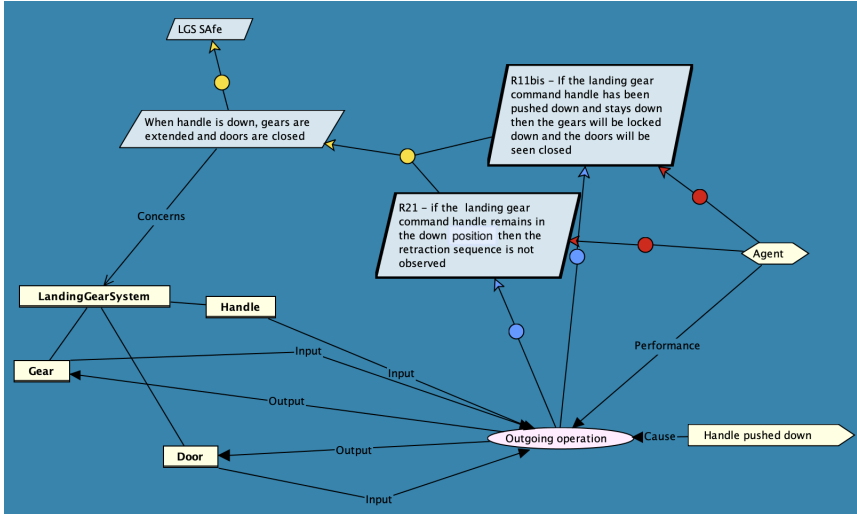 LGS SAfe
When handle is down, gears are
extended and doors are closed
R11bis - If the landing gear
command handle has been
pushed down and stays down
then the gears will be locked
down and the doors will be
seen closed
R21 - if the landing gear
command handle remains in
the down position then the
retraction sequence is not
observed
Concerns
Agent
LandingGearSystem
Handle
Performance
Input
Gear
Input
Output
Outgoing operation
Cause
Handle pushed down
Output
Door
Input